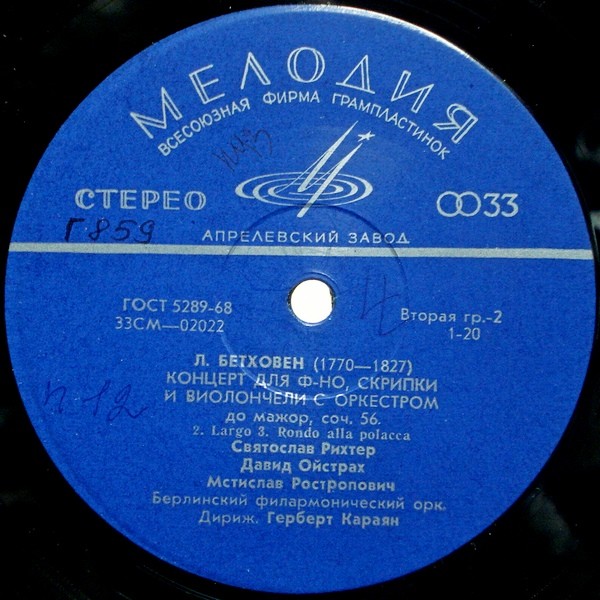 МЕЛОДИЯ
ВСЕСОЮЗНАЯ ФИРМА ГРАМПЛАСТИНОК
СТЕРЕО
33
Г859
АПРЕЛЕВСКИЙ ЗАВОД
ГОСТ 5289-68
33СМ—02022
Вторая гр.-2
1-20
п12
Л. БЕТХОВЕН (1770—1827)
КОНЦЕРТ ДЛЯ Ф-НО, СКРИПКИ
И ВИОЛОНЧЕЛИ С ОРКЕСТРОМ
до мажор, соч. 56.
2. Largo 3. Rondo alla polacca
Святослав Рихтер
Давид Ойстрах
Мстислав Ростропович
Берлинский филармонический орк.
Дириж. Герберт Караян